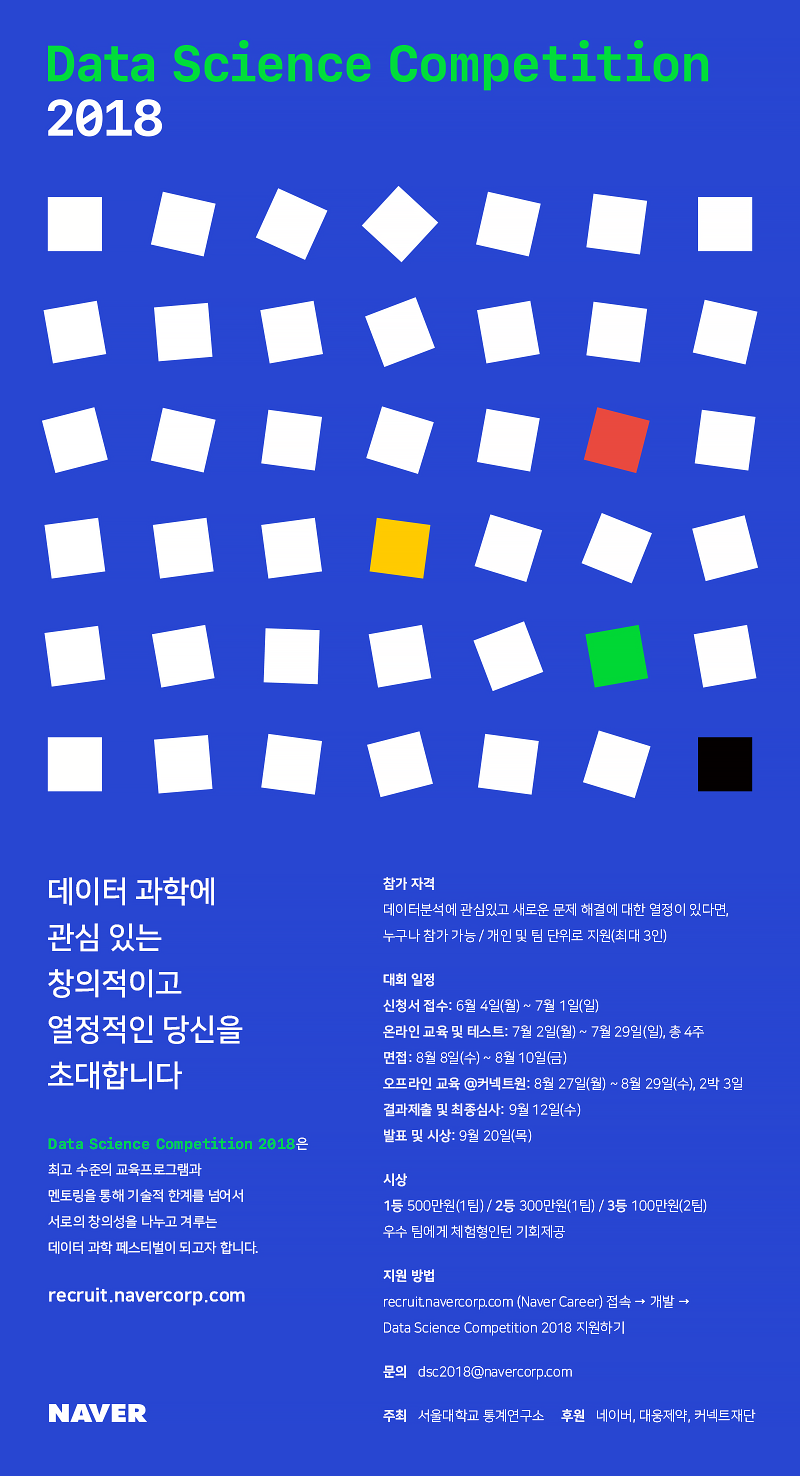 Data Science Competition
2018
데이터 과학에
관심 있는
창의적이고
열정적인 당신을
초대합니다
Data Science Competition 2018은
최고 수준의 교육프로그램과
멘토링을 통해 기술적 한계를 넘어서
서로의 창의성을 나누고 겨루는
데이터 과학 페스티벌이 되고자 합니다.
recruit.navercorp.com
NAVER
참가 자격
데이터분석에 관심있고 새로운 문제 해결에 대한 열정이 있다면,
누구나 참가 가능 / 개인 및 팀 단위로 지원(최대 3인)
대회 일정
신청서 접수: 6월 4일(월) ~ 7월 1일(일)
온라인 교육 및 테스트: 7월 2일(월) ~ 7월 29일(일), 총 4주
면접: 8월 8일(수) ~ 8월 10일(금)
오프라인 교육 @커넥트원: 8월 27일(월) ~ 8월 29일(수), 2박 3일
결과제출 및 최종심사: 9월 12일(수)
발표 및 시상: 9월 20일(목)
시상
1등 500만원(1팀) / 2등 300만원(1팀) / 3등 100만원(2팀)
우수 팀에게 체험형인턴 기회제공
지원 방법
recruit.navercorp.com (Naver Career) 접속 → 개발 →
Data Science Competition 2018 지원하기
문의 dsc2018@navercorp.com
주최 서울대학교 통계연구소 후원 네이버, 대웅제약, 커넥트재단